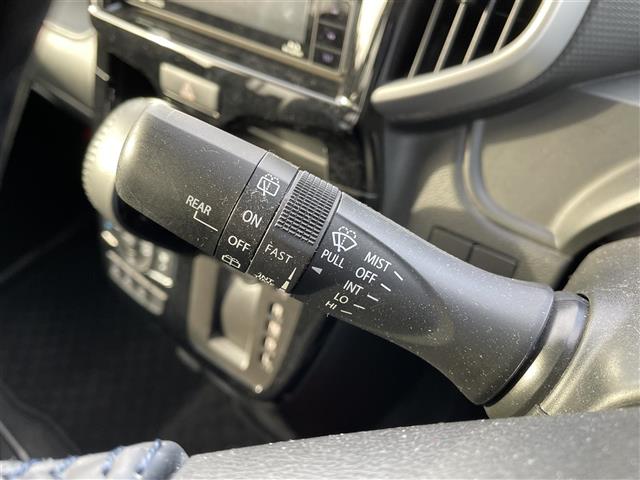 REAR
ON
OFF
FAST
PULL
MIST
OFF
INT
LO
HI